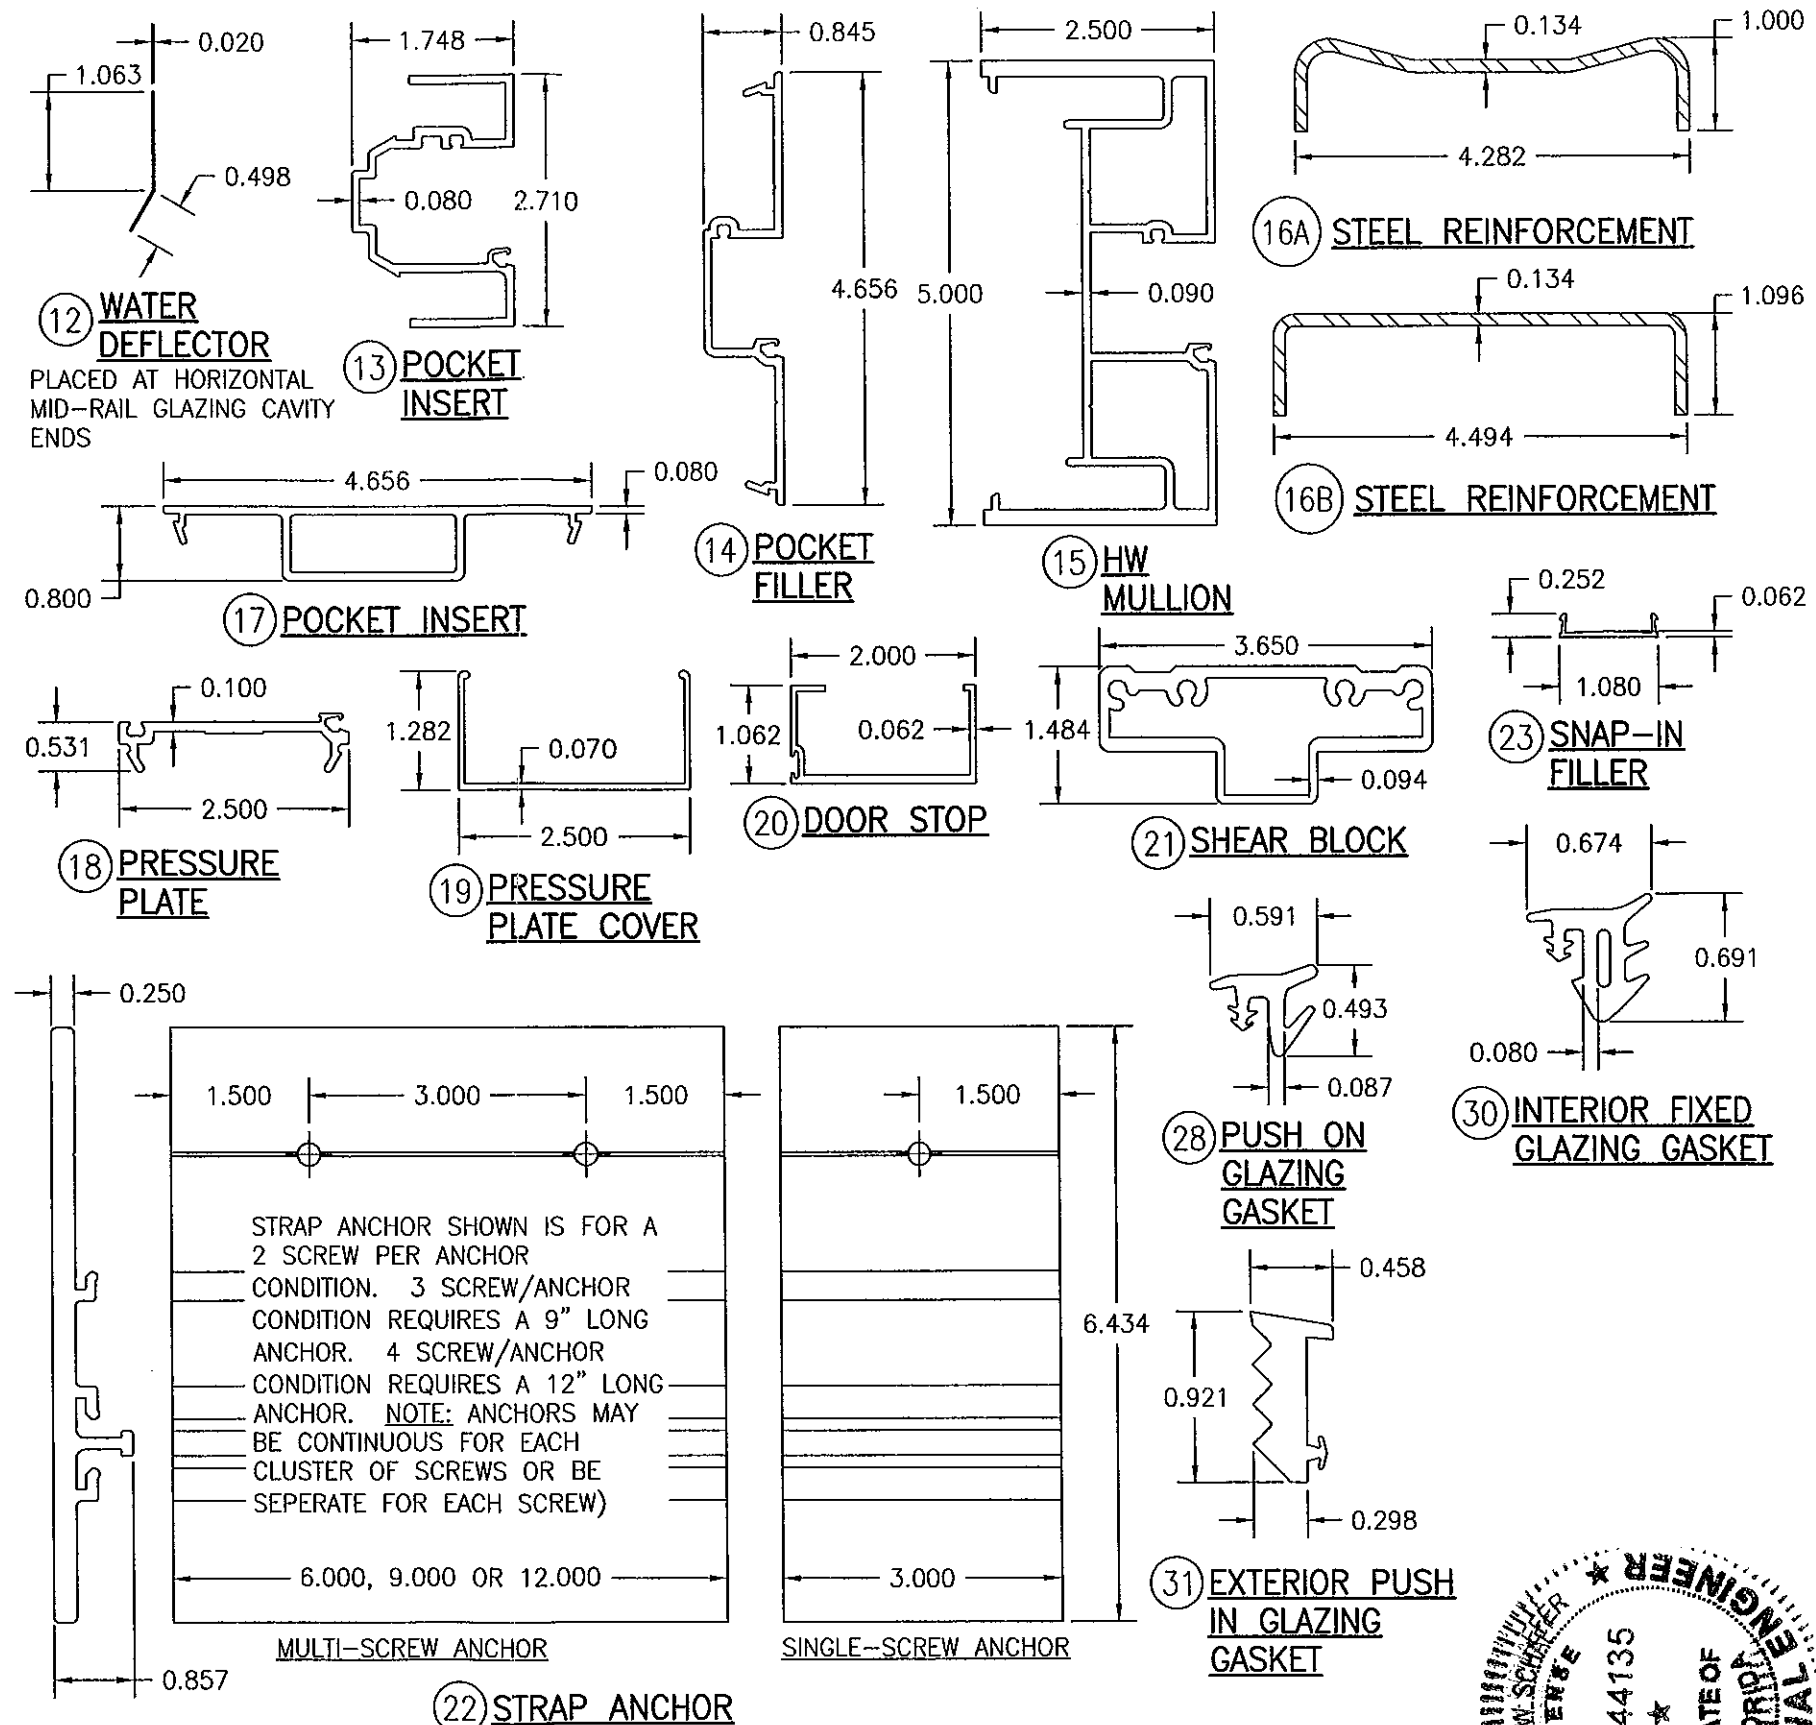 0.020
1.063
0.498
12 WATER
DEFLECTOR
PLACED AT HORIZONTAL
MID-RAIL GLAZING CAVITY
ENDS
1.748
0.080
2.710
13 POCKET
INSERT
0.845
4.656
14 POCKET
FILLER
2.500
5.000
0.090
15 HW
MULLION
0.134
1.000
4.282
16A STEEL REINFORCEMENT
0.134
1.096
4.494
16B STEEL REINFORCEMENT
4.656
0.080
0.800
17 POCKET INSERT
0.100
0.531
2.500
18 PRESSURE
PLATE
1.282
0.070
2.500
19 PRESSURE
PLATE COVER
2.000
1.062
0.062
20 DOOR STOP
3.650
1.484
0.094
21 SHEAR BLOCK
0.252
0.062
1.080
23 SNAP-IN
FILLER
0.591
0.493
0.087
28 PUSH ON
GLAZING
GASKET
0.674
0.691
0.080
30 INTERIOR FIXED
GLAZING GASKET
0.250
1.500
3.000
1.500
1.500
STRAP ANCHOR SHOWN IS FOR A
2 SCREW PER ANCHOR
CONDITION. 3 SCREW/ANCHOR
CONDITION REQUIRES A 9" LONG
ANCHOR. 4 SCREW/ANCHOR
CONDITION REQUIRES A 12" LONG
ANCHOR. NOTE: ANCHORS MAY
BE CONTINUOUS FOR EACH
CLUSTER OF SCREWS OR BE
SEPERATE FOR EACH SCREW)
6.434
6.000, 9.000 OR 12.000
3.000
MULTI-SCREW ANCHOR
SINGLE-SCREW ANCHOR
0.857
22 STRAP ANCHOR
0.458
0.921
0.298
31 EXTERIOR PUSH
IN GLAZING
GASKET
ENGINEER
44135